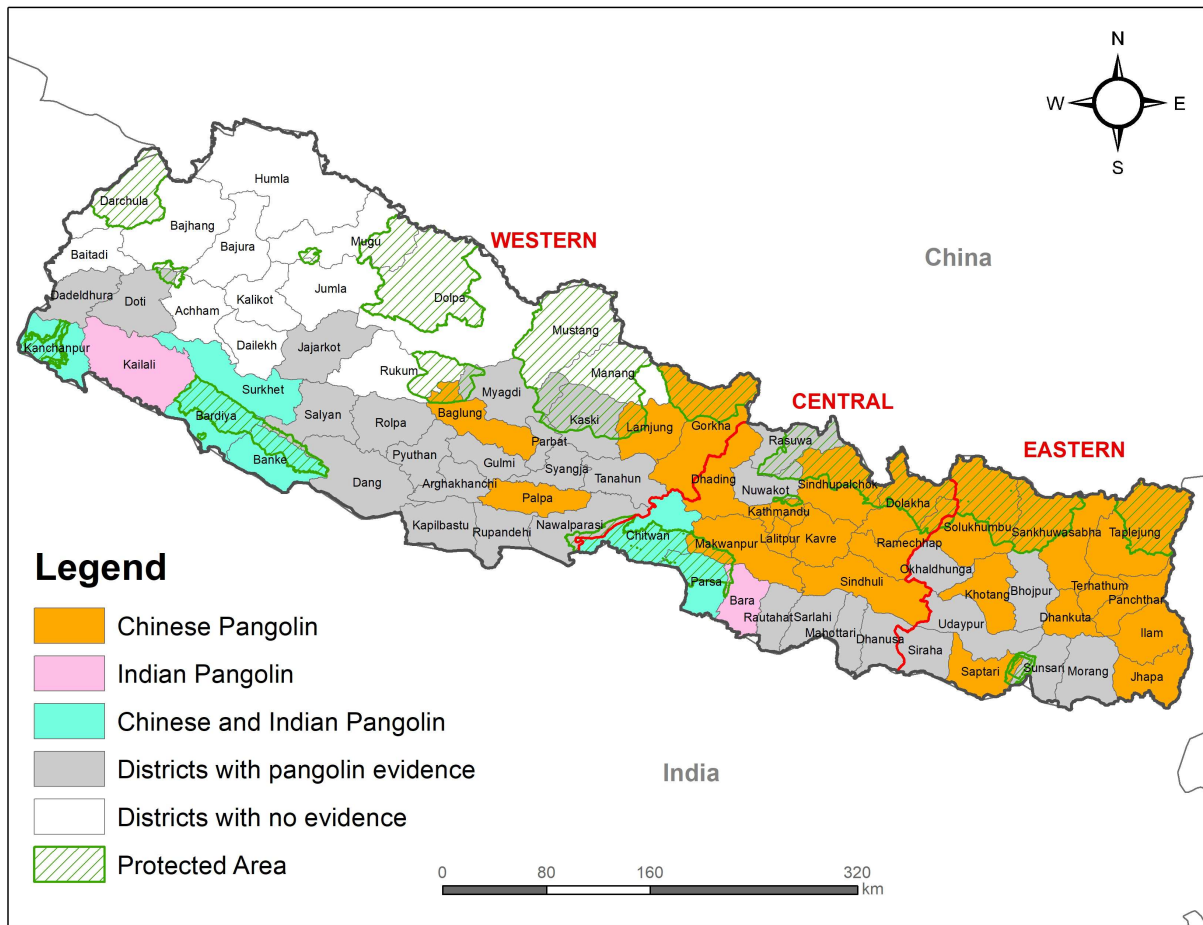 N
W
E
S
Humla
Darchula
Bajhang
WESTERN
Mugu
Bajura
Baitadi
China
Jumla
Dadeldhura
Doti
Kalikot
Dolpa
Achham
Mustang
Kanchanpur
Dailekh
Jajarkot
Kailali
Rukum
Manang
Surkhet
Myagdi
CENTRAL
Bardiya
Salyan
Baglung
Kaski
Lamjung
Gorkha
Rolpa
Parbat
Rasuwa
EASTERN
Banke
Pyuthan
Gulmi
Syangja
Dang
Arghakhanchi
Tanahun
Dhading
Sindhupalchok
Nuwakot
Palpa
Dolakha
Kathmandu
Kapilbastu
Nawalparasi
Solukhumbu
Sankhuwasabha
Taplejung
Rupandehi
Chitwan
Makwanpur
Lalitpur
Kavre
Ramechhap
Okhaldhunga
Parsa
Sindhuli
Khotang
Bhojpur
Terhathum
Bara
Panchthar
Rautahat
Sarlahi
Dhankuta
Mahottari
Udaypur
Ilam
Dhanusa
Siraha
Saptari
Sunsari
Morang
Jhapa
Legend
Chinese Pangolin
Indian Pangolin
Chinese and Indian Pangolin
Districts with pangolin evidence
Districts with no evidence
Protected Area
India
0
80
160
320
km